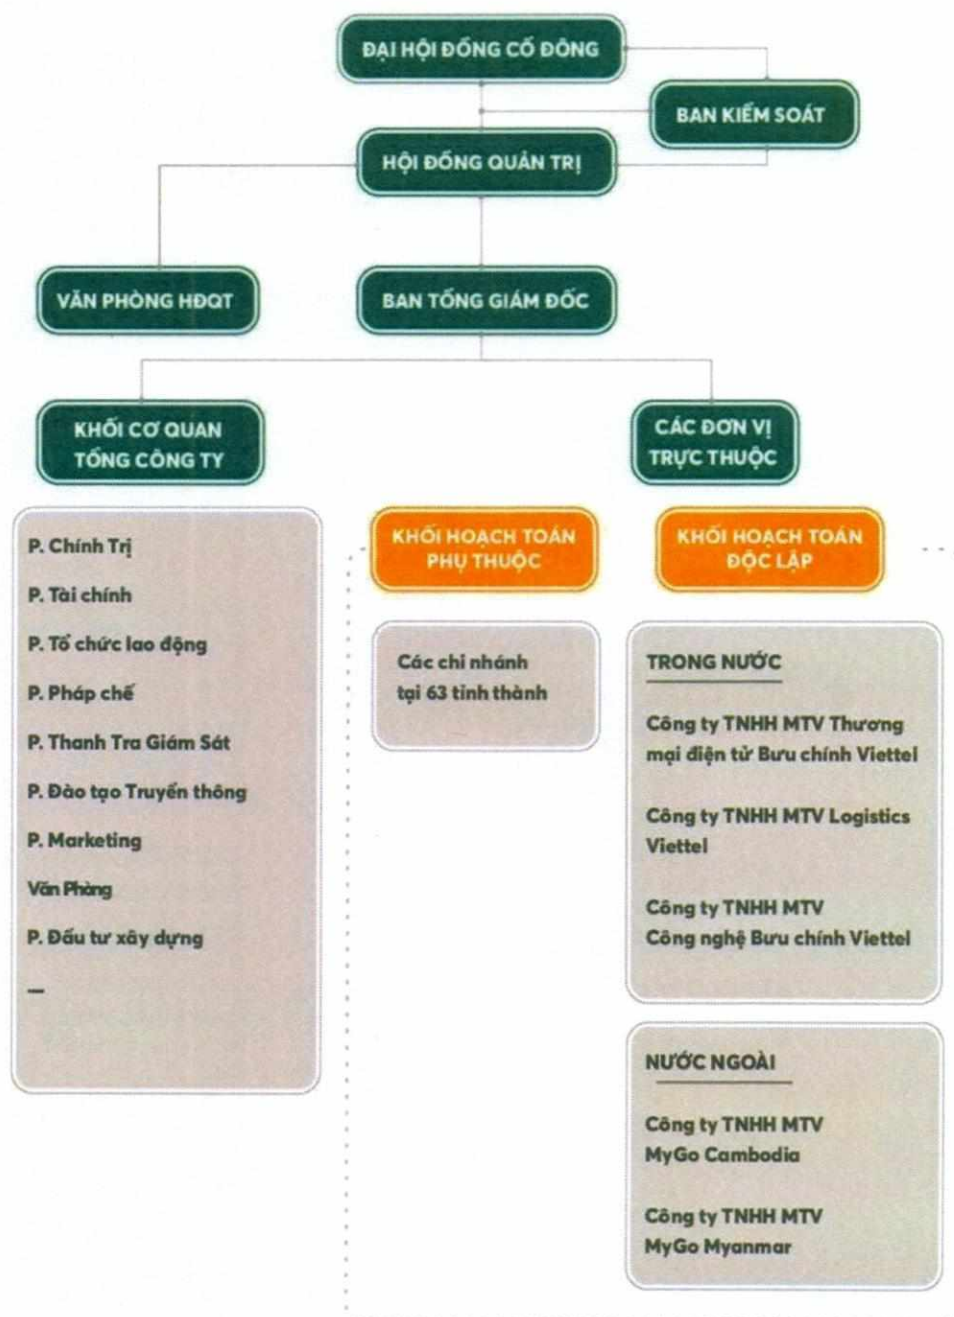 ĐẠI HỘI ĐỒNG CỔ ĐÔNG
BAN KIỂM SOÁT
HỘI ĐỒNG QUẢN TRỊ
VĂN PHÒNG HĐQT
BAN TỔNG GIÁM ĐỐC
KHỐI CƠ QUAN
TỔNG CÔNG TY
CÁC ĐƠN VỊ
TRỰC THUỘC
P. Chính Trị
P. Tài chính
P. Tổ chức lao động
P. Pháp chế
P. Thanh Tra Giám Sát
P. Đào tạo Truyền thông
P. Marketing
Văn Phòng
P. Đầu tư xây dựng
—
KHỐI HOẠCH TOÁN
PHỤ THUỘC
Các chi nhánh
tại 63 tỉnh thành
KHỐI HOẠCH TOÁN
ĐỘC LẬP
TRONG NƯỚC
Công ty TNHH MTV Thương
mại điện tử Bưu chính Viettel
Công ty TNHH MTV Logistics
Viettel
Công ty TNHH MTV
Công nghệ Bưu chính Viettel
NƯỚC NGOÀI
Công ty TNHH MTV
MyGo Cambodia
Công ty TNHH MTV
MyGo Myanmar